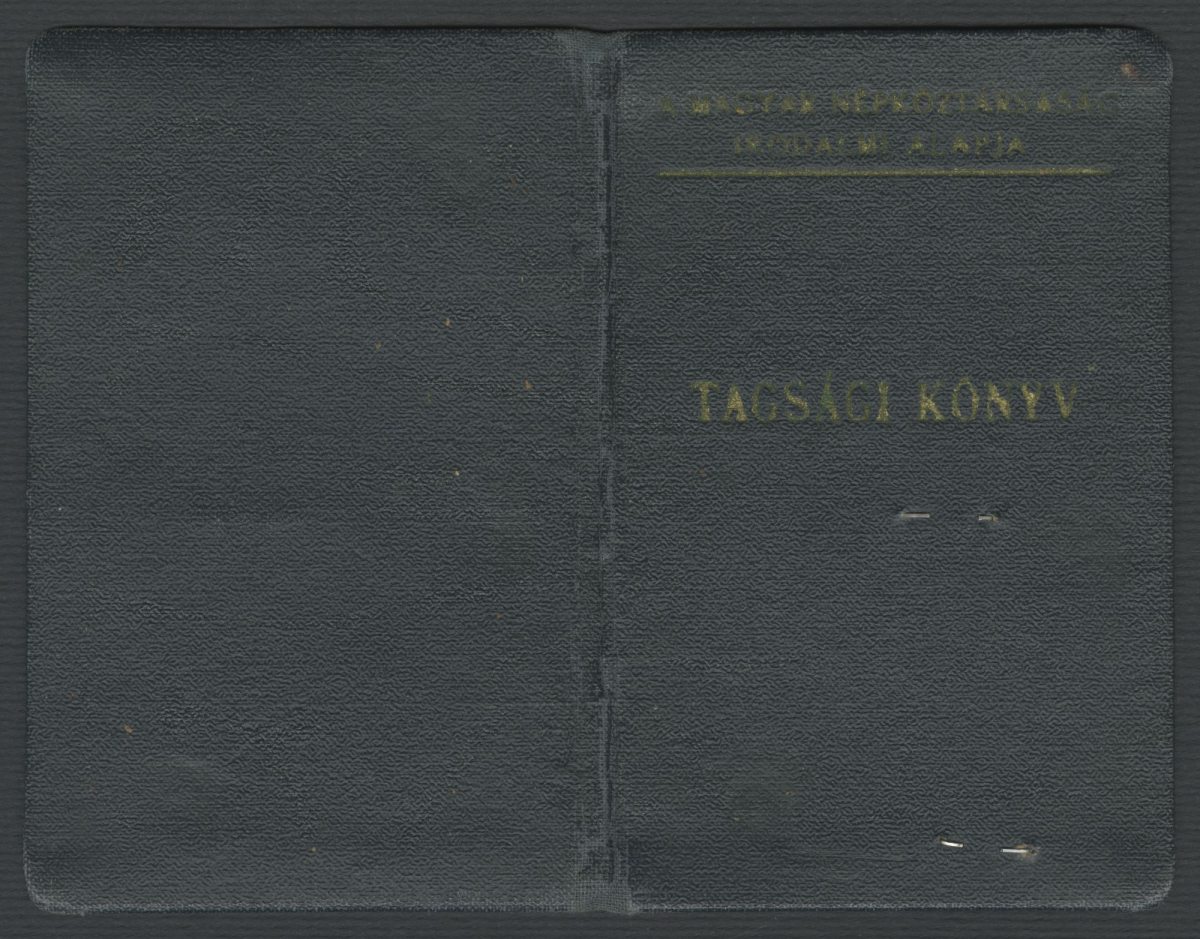 A MAGYAR NÉPKÖZTÁRSASÁG
IRODALMI ALAPJA
TAGSÁGI KÖNYV